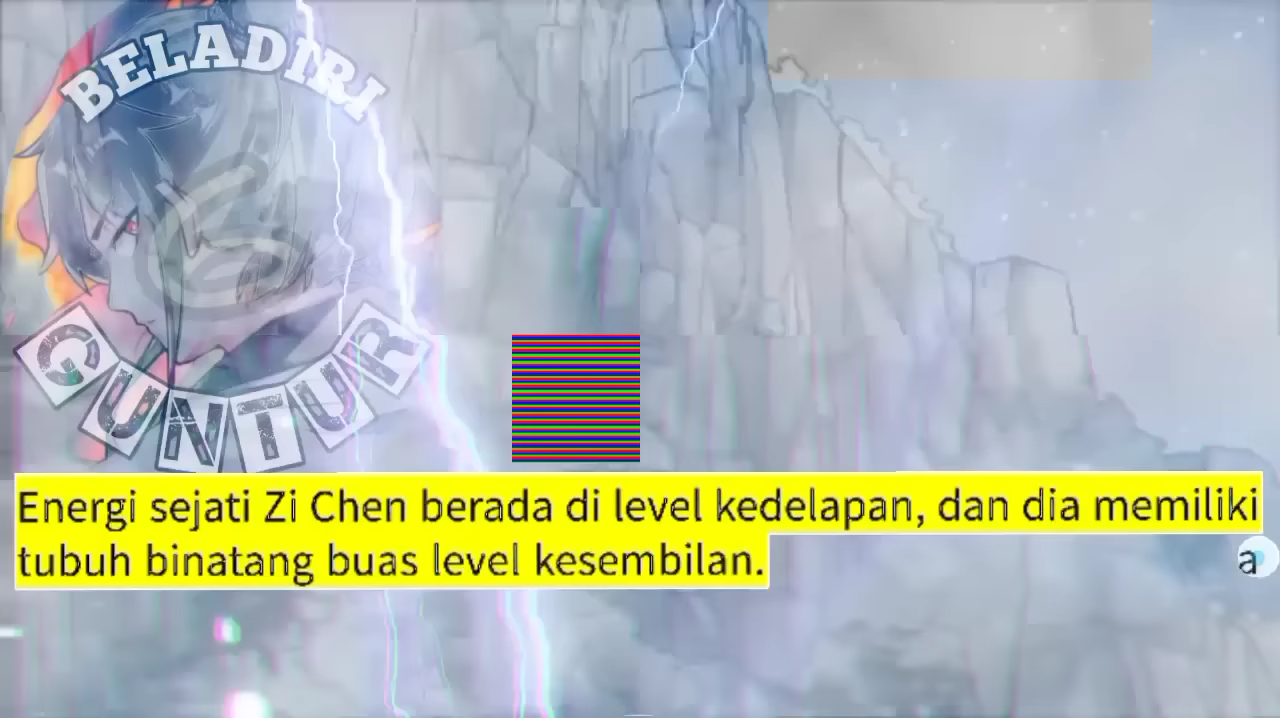 BELADIRI
GUNTUR
Energi sejati Zi Chen berada di level kedelapan, dan dia memiliki
tubuh binatang buas level kesembilan.
a